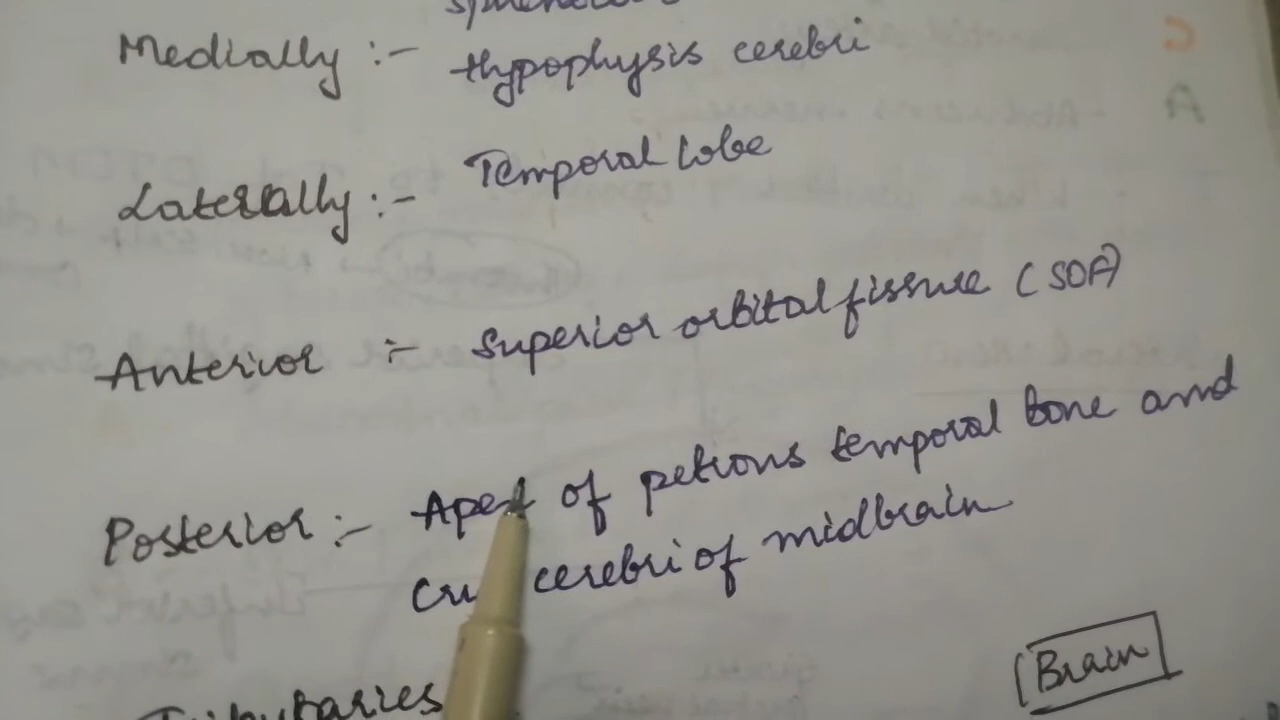 Medially :- Hypophysis cerebri
Laterally :- Temporal lobe
Anterior :- Superior orbital fissure (SOF)
Posterior :- Apex of petrous temporal bone and
cerebri of midbrain
Tributaries
Brain